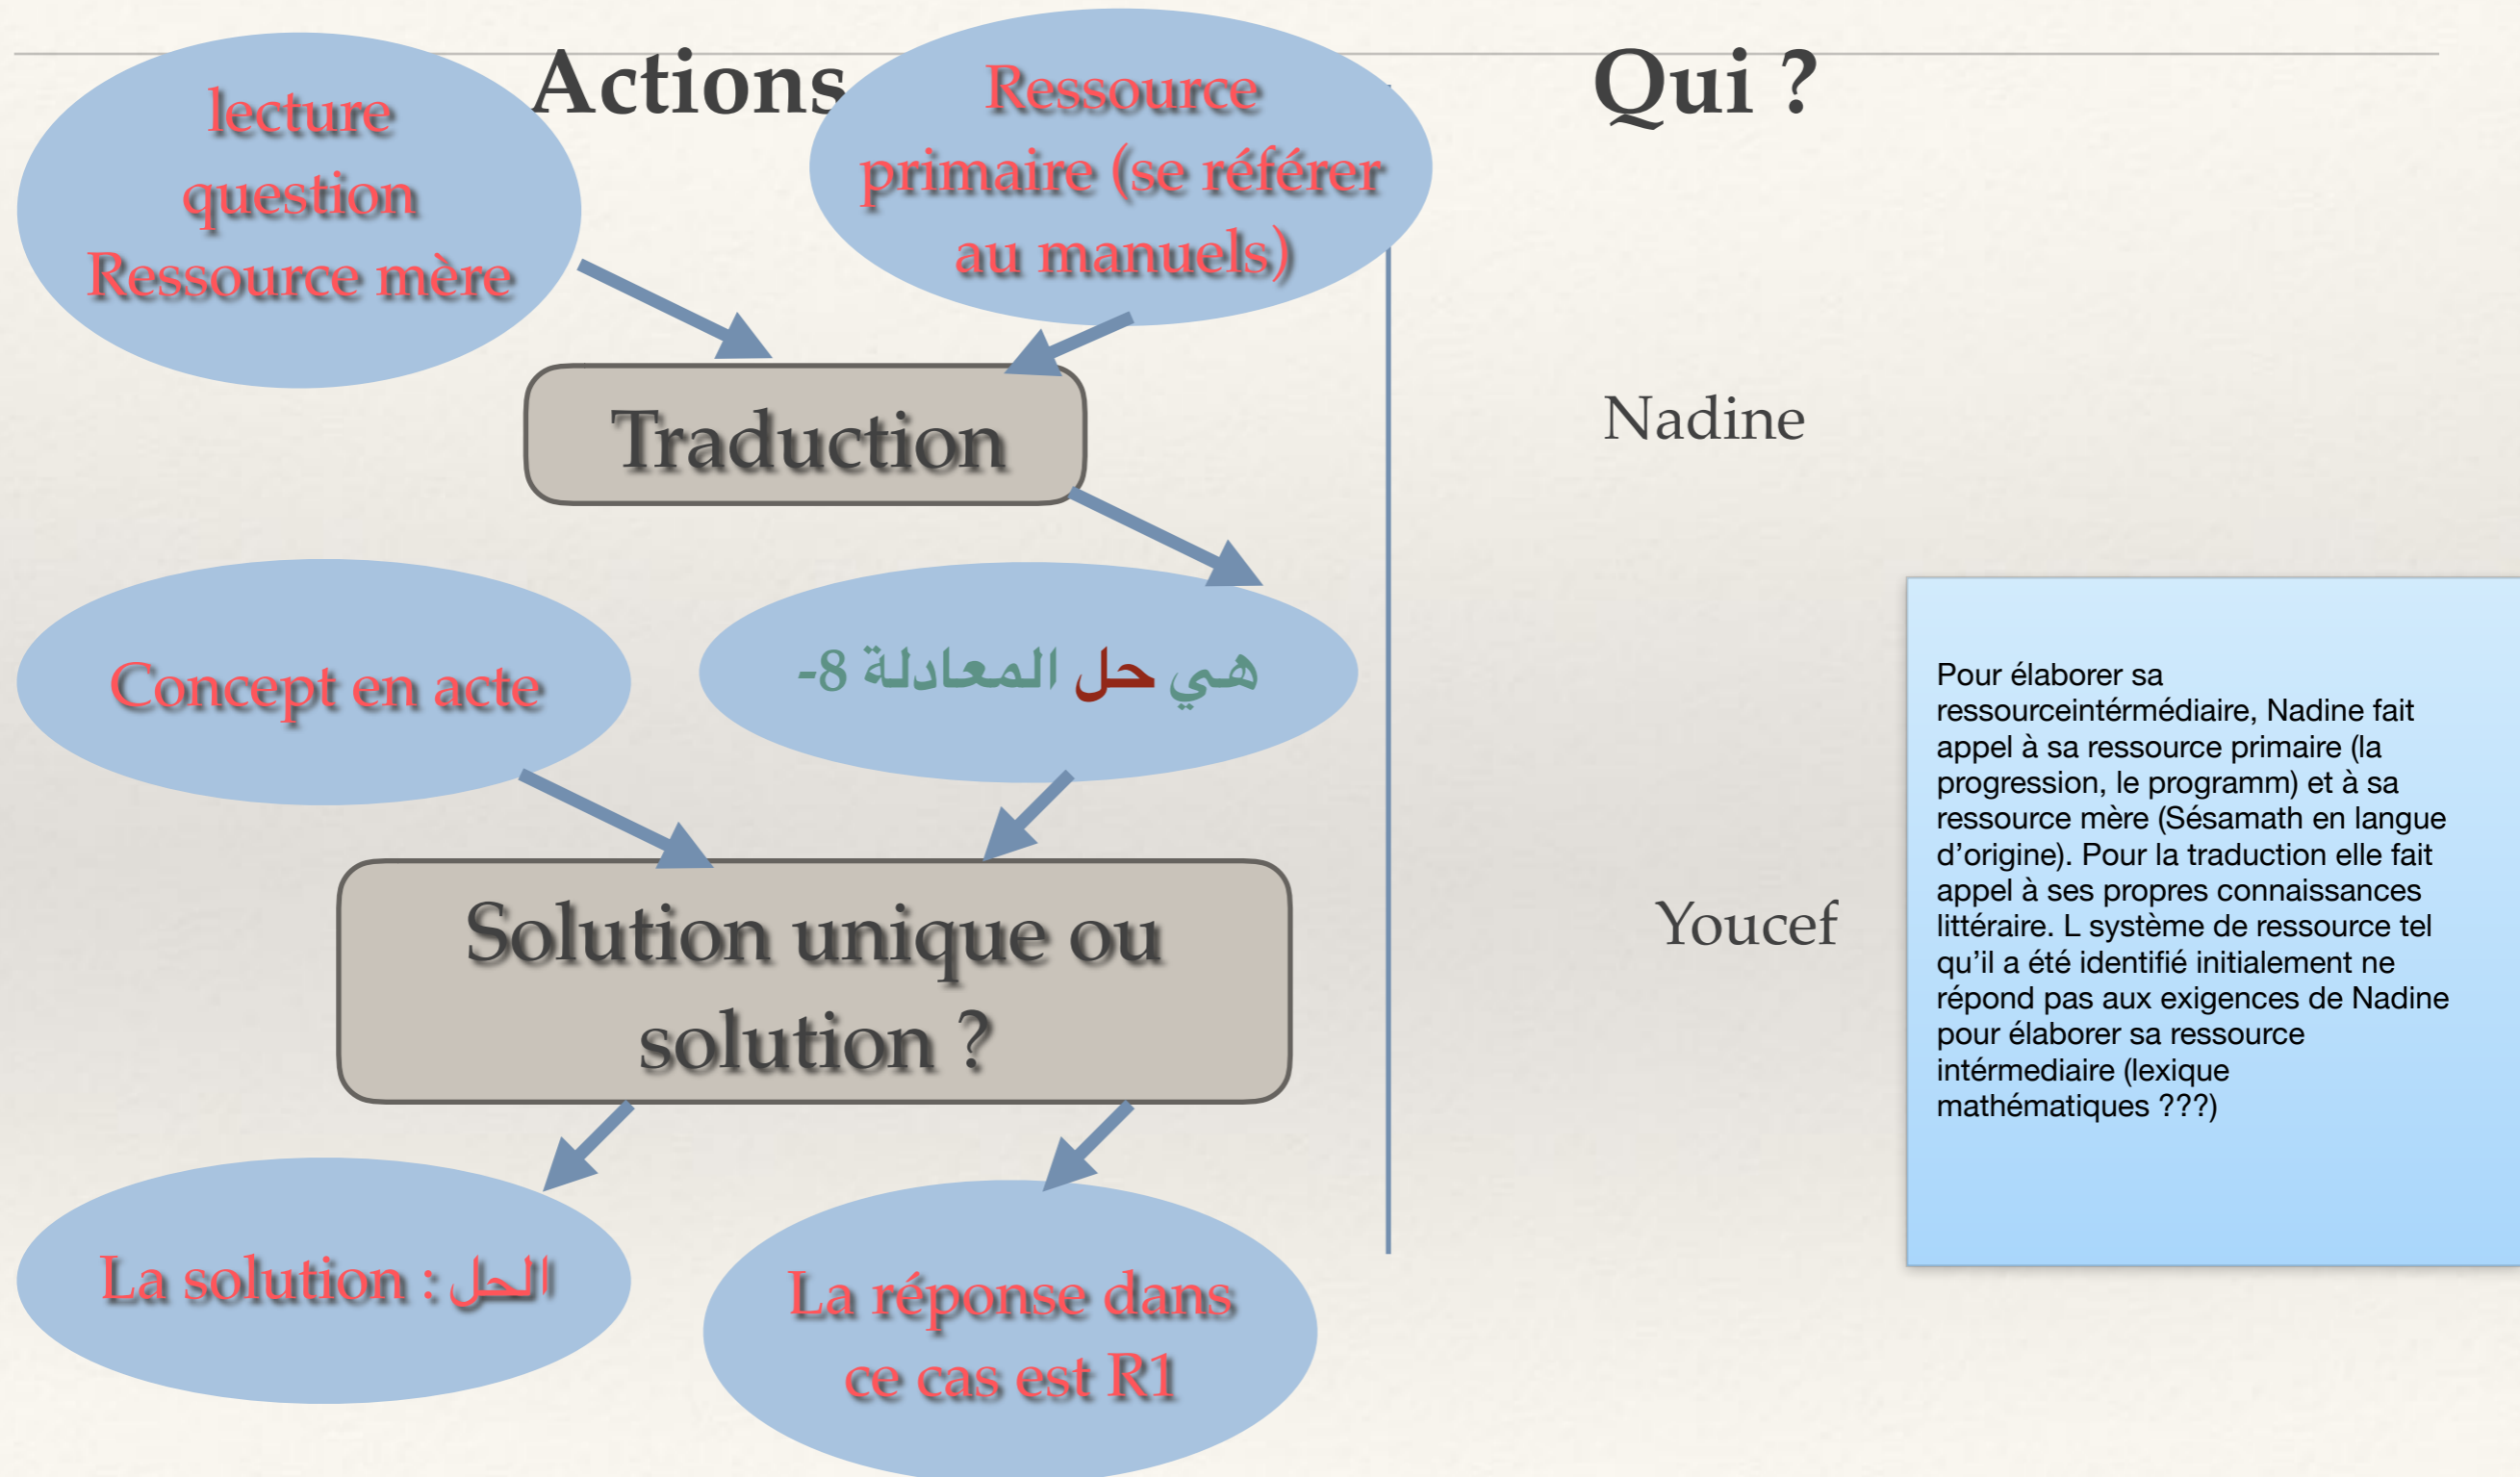 Actions
Qui ?
lecture
question
Ressource mère
Ressource
primaire (se référer
au manuels)
Traduction
Nadine
Concept en acte
هي حل المعادلة 8-
Solution unique ou
solution ?
Youcef
La solution : الحل
La réponse dans
ce cas est R1
Pour élaborer sa
ressourceintérmédiaire, Nadine fait
appel à sa ressource primaire (la
progression, le programm) et à sa
ressource mère (Sésamath en langue
d’origine). Pour la traduction elle fait
appel à ses propres connaissances
littéraire. L système de ressource tel
qu’il a été identifié initialement ne
répond pas aux exigences de Nadine
pour élaborer sa ressource
intérmediaire (lexique
mathématiques ???)